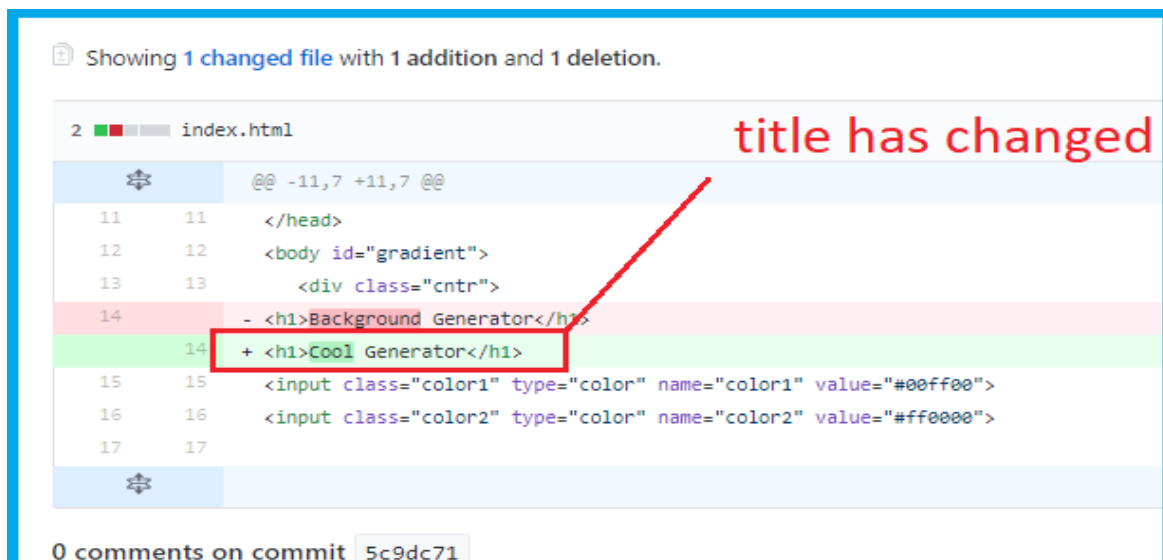 Showing 1 changed file with 1 addition and 1 deletion.
2 index.html
title has changed
@@ -11,7 +11,7 @@
11 11 </head>
12 12 <body id="gradient">
13 13 <div class="cntr">
14 - <h1>Background Generator</h1>
14 + <h1>Cool Generator</h1>
15 15 <input class="color1" type="color" name="color1" value="#00ff00">
16 16 <input class="color2" type="color" name="color2" value="#ff0000">
17 17
0 comments on commit 5c9dc71